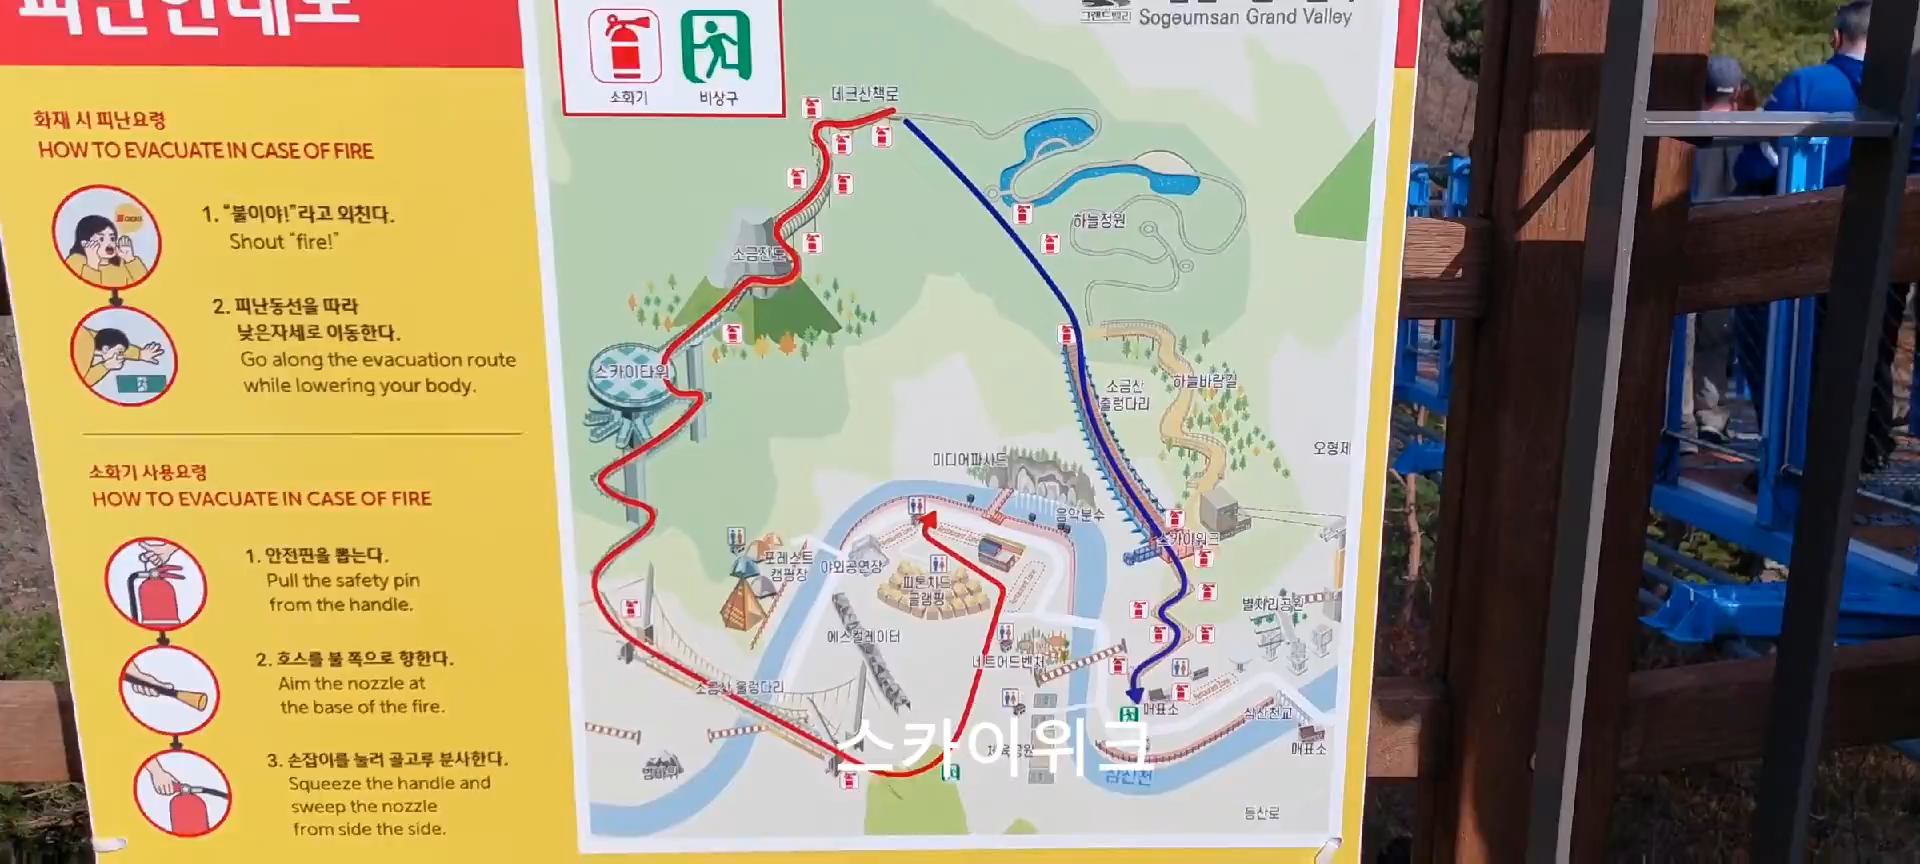 피난안내도
화재 시 피난요령
HOW TO EVACUATE IN CASE OF FIRE
1. “불이야!”라고 외친다.
Shout “fire!”
2. 피난동선을 따라
낮은자세로 이동한다.
Go along the evacuation route
while lowering your body.
소화기 사용요령
HOW TO EVACUATE IN CASE OF FIRE
1. 안전핀을 뽑는다.
Pull the safety pin
from the handle.
2. 호스를 불 쪽으로 향한다.
Aim the nozzle at
the base of the fire.
3. 손잡이를 눌러 골고루 분사한다.
Squeeze the handle and
sweep the nozzle
from side the side.
소화기
비상구
그랜드밸리
Sogeumsan Grand Valley
데크산책로
하늘정원
소금잔도
스카이타워
소금산
출렁다리
하늘바람길
오형제
미디어파사드
음악분수
스카이워크
포레스트
캠핑장
야외공연장
피톤치드
글램핑
에스컬레이터
네트어드벤처
별자리공원
소금산 울렁다리
매표소
삼산천교
매표소
삼산천
등산로
스카이워크